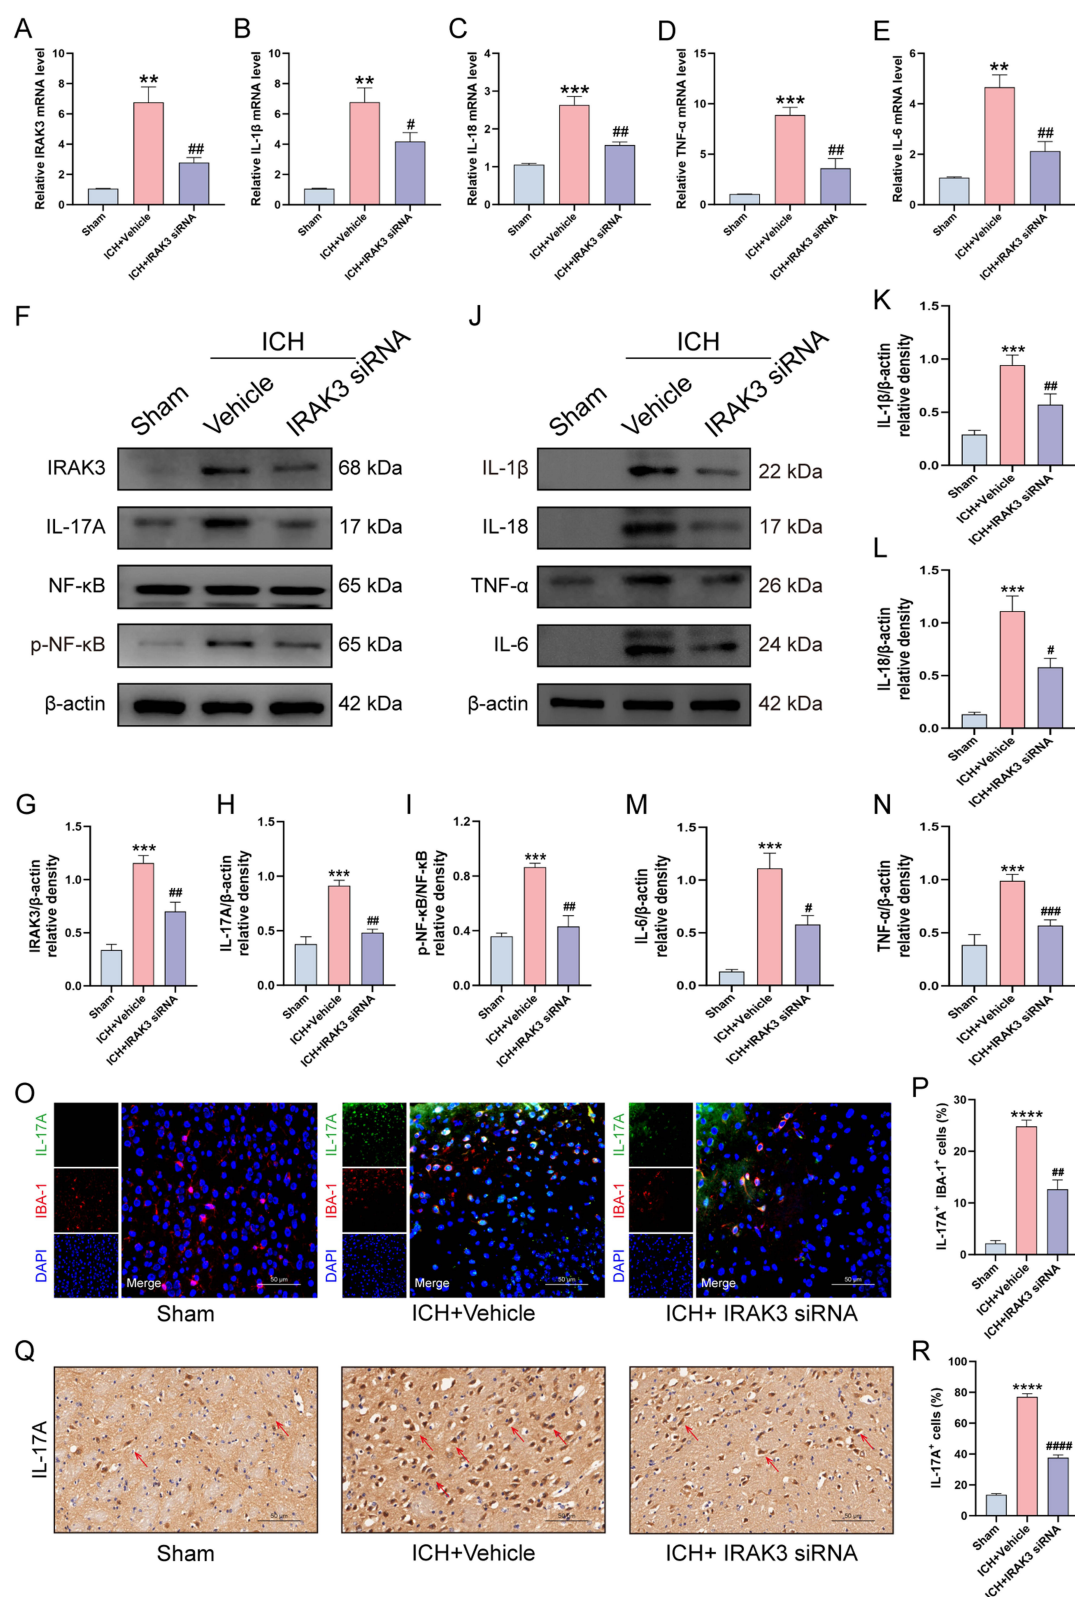 A
Relative IRAK3 mRNA level
10
8
6
4
2
0
**
##
Sham
ICH+Vehicle
ICH+IRAK3 siRNA
B
Relative IL-1β mRNA level
10
8
6
4
2
0
**
#
Sham
ICH+Vehicle
ICH+IRAK3 siRNA
C
Relative IL-18 mRNA level
4
3
2
1
0
***
##
Sham
ICH+Vehicle
ICH+IRAK3 siRNA
D
Relative TNF-α mRNA level
15
10
5
0
***
##
Sham
ICH+Vehicle
ICH+IRAK3 siRNA
E
Relative IL-6 mRNA level
6
4
2
0
**
##
Sham
ICH+Vehicle
ICH+IRAK3 siRNA
F
ICH
Sham
Vehicle
IRAK3 siRNA
IRAK3 68 kDa
IL-17A 17 kDa
NF-κB 65 kDa
p-NF-κB 65 kDa
β-actin 42 kDa
J
ICH
Sham
Vehicle
IRAK3 siRNA
IL-1β 22 kDa
IL-18 17 kDa
TNF-α 26 kDa
IL-6 24 kDa
β-actin 42 kDa
K
IL-1β/β-actin
relative density
1.5
1.0
0.5
0.0
***
##
Sham
ICH+Vehicle
ICH+IRAK3 siRNA
L
IL-18/β-actin
relative density
1.5
1.0
0.5
0.0
***
#
Sham
ICH+Vehicle
ICH+IRAK3 siRNA
G
IRAK3/β-actin
relative density
1.5
1.0
0.5
0.0
***
##
Sham
ICH+Vehicle
ICH+IRAK3 siRNA
H
IL-17A/β-actin
relative density
1.5
1.0
0.5
0.0
***
##
Sham
ICH+Vehicle
ICH+IRAK3 siRNA
I
p-NF-κB/NF-κB
relative density
1.2
0.8
0.4
0.0
***
##
Sham
ICH+Vehicle
ICH+IRAK3 siRNA
M
IL-6/β-actin
relative density
1.5
1.0
0.5
0.0
***
#
Sham
ICH+Vehicle
ICH+IRAK3 siRNA
N
TNF-α/β-actin
relative density
1.5
1.0
0.5
0.0
***
###
Sham
ICH+Vehicle
ICH+IRAK3 siRNA
O
IL-17A
IBA-1
DAPI
Merge
50 μm
Sham
IL-17A
IBA-1
DAPI
Merge
50 μm
ICH+Vehicle
IL-17A
IBA-1
DAPI
Merge
50 μm
ICH+ IRAK3 siRNA
P
IL-17A⁺ IBA-1⁺ cells (%)
30
20
10
0
****
##
Sham
ICH+Vehicle
ICH+IRAK3 siRNA
Q
IL-17A
50 μm
Sham
50 μm
ICH+Vehicle
50 μm
ICH+ IRAK3 siRNA
R
IL-17A⁺ cells (%)
100
80
60
40
20
0
****
####
Sham
ICH+Vehicle
ICH+IRAK3 siRNA